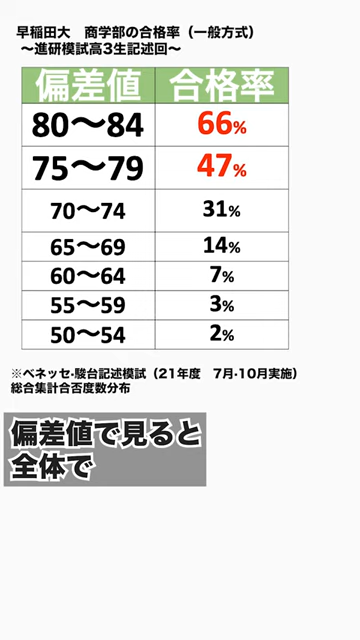 早稲田大　商学部の合格率（一般方式）
～進研模試高3生記述回～
偏差値 合格率
80～84 66%
75～79 47%
70～74 31%
65～69 14%
60～64 7%
55～59 3%
50～54 2%
※ベネッセ・駿台記述模試（21年度　7月・10月実施）
総合集計合否度数分布
偏差値で見ると
全体で